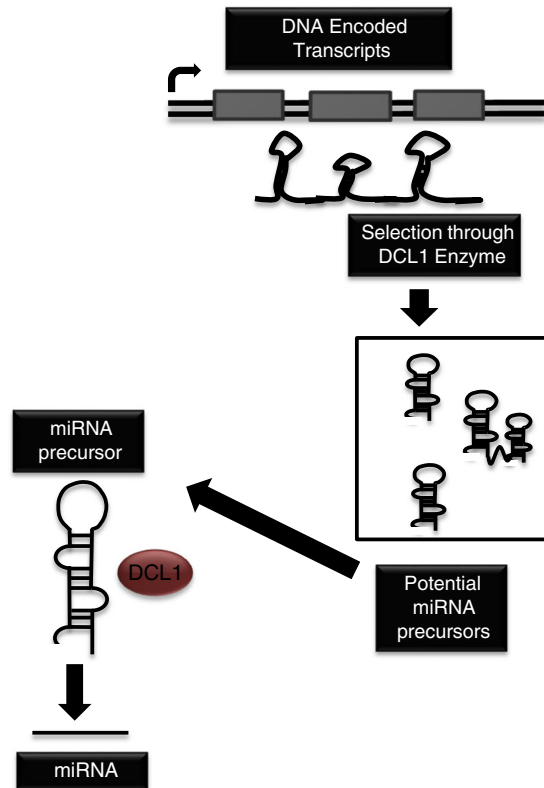 DNA Encoded
Transcripts
Selection through
DCL1 Enzyme
miRNA
precursor
DCL1
Potential
miRNA
precursors
miRNA